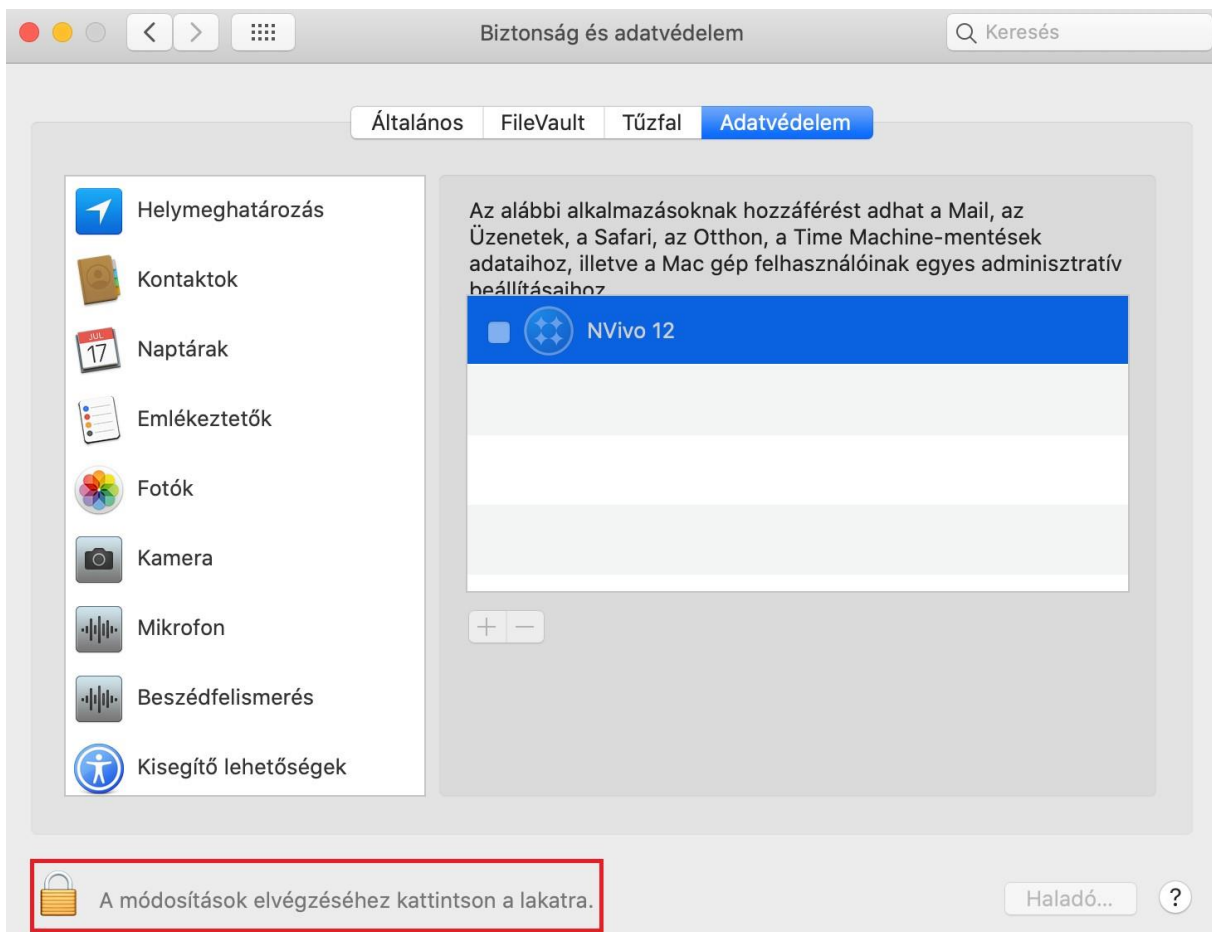 Biztonság és adatvédelem
Keresés
Általános
FileVault
Tűzfal
Adatvédelem
Helymeghatározás
Kontaktok
JUL
17
Naptárak
Emlékeztetők
Fotók
Kamera
Mikrofon
Beszédfelismerés
Kisegítő lehetőségek
Az alábbi alkalmazásoknak hozzáférést adhat a Mail, az
Üzenetek, a Safari, az Otthon, a Time Machine-mentések
adataihoz, illetve a Mac gép felhasználóinak egyes adminisztratív
beállításaihoz
NVivo 12
+ −
A módosítások elvégzéséhez kattintson a lakatra.
Haladó...
?